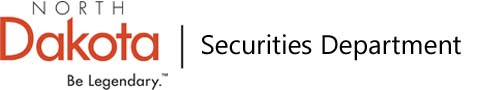 NORTH
Dakota
Be Legendary.™
Securities Department